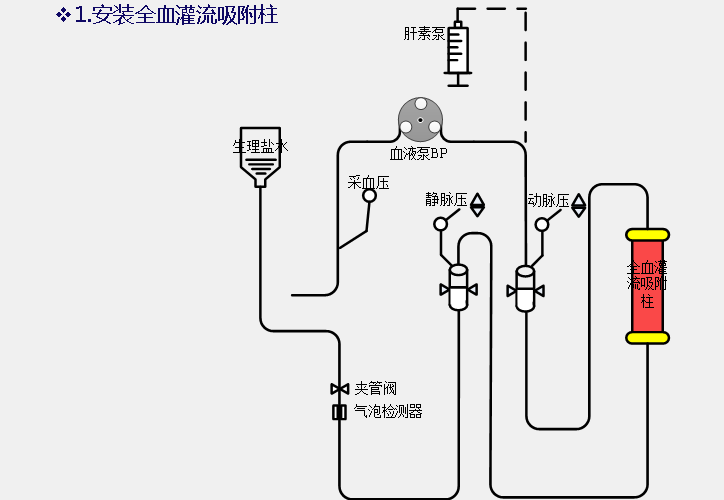 ❖1.安装全血灌流吸附柱
肝素泵
生理盐水
血液泵BP
采血压
静脉压
动脉压
全血灌
流吸附
柱
夹管阀
气泡检测器